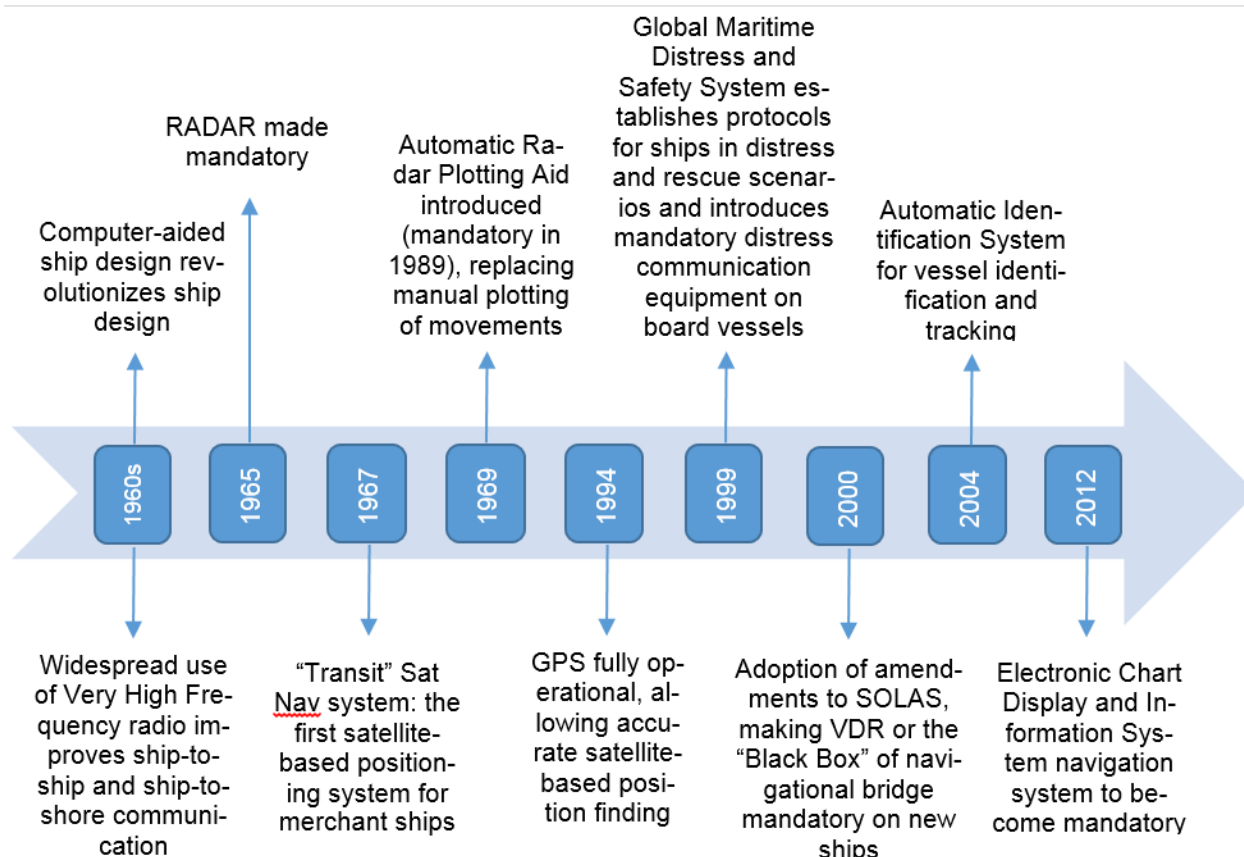 Global Maritime
Distress and
Safety System es-
tablishes protocols
for ships in distress
and rescue scenar-
ios and introduces
mandatory distress
communication
equipment on
board vessels
RADAR made
mandatory
Automatic Ra-
dar Plotting Aid
introduced
(mandatory in
1989), replacing
manual plotting
of movements
Automatic Iden-
tification System
for vessel identi-
fication and
tracking
Computer-aided
ship design rev-
olutionizes ship
design
1960s
1965
1967
1969
1994
1999
2000
2004
2012
Widespread use
of Very High Fre-
quency radio im-
proves ship-to-
ship and ship-to-
shore communi-
cation
“Transit” Sat
Nav system: the
first satellite-
based position-
ing system for
merchant ships
GPS fully op-
erational, al-
lowing accu-
rate satellite-
based posi-
tion finding
Adoption of amend-
ments to SOLAS,
making VDR or the
“Black Box” of navi-
gational bridge
mandatory on new
ships
Electronic Chart
Display and In-
formation Sys-
tem navigation
system to be-
come mandatory